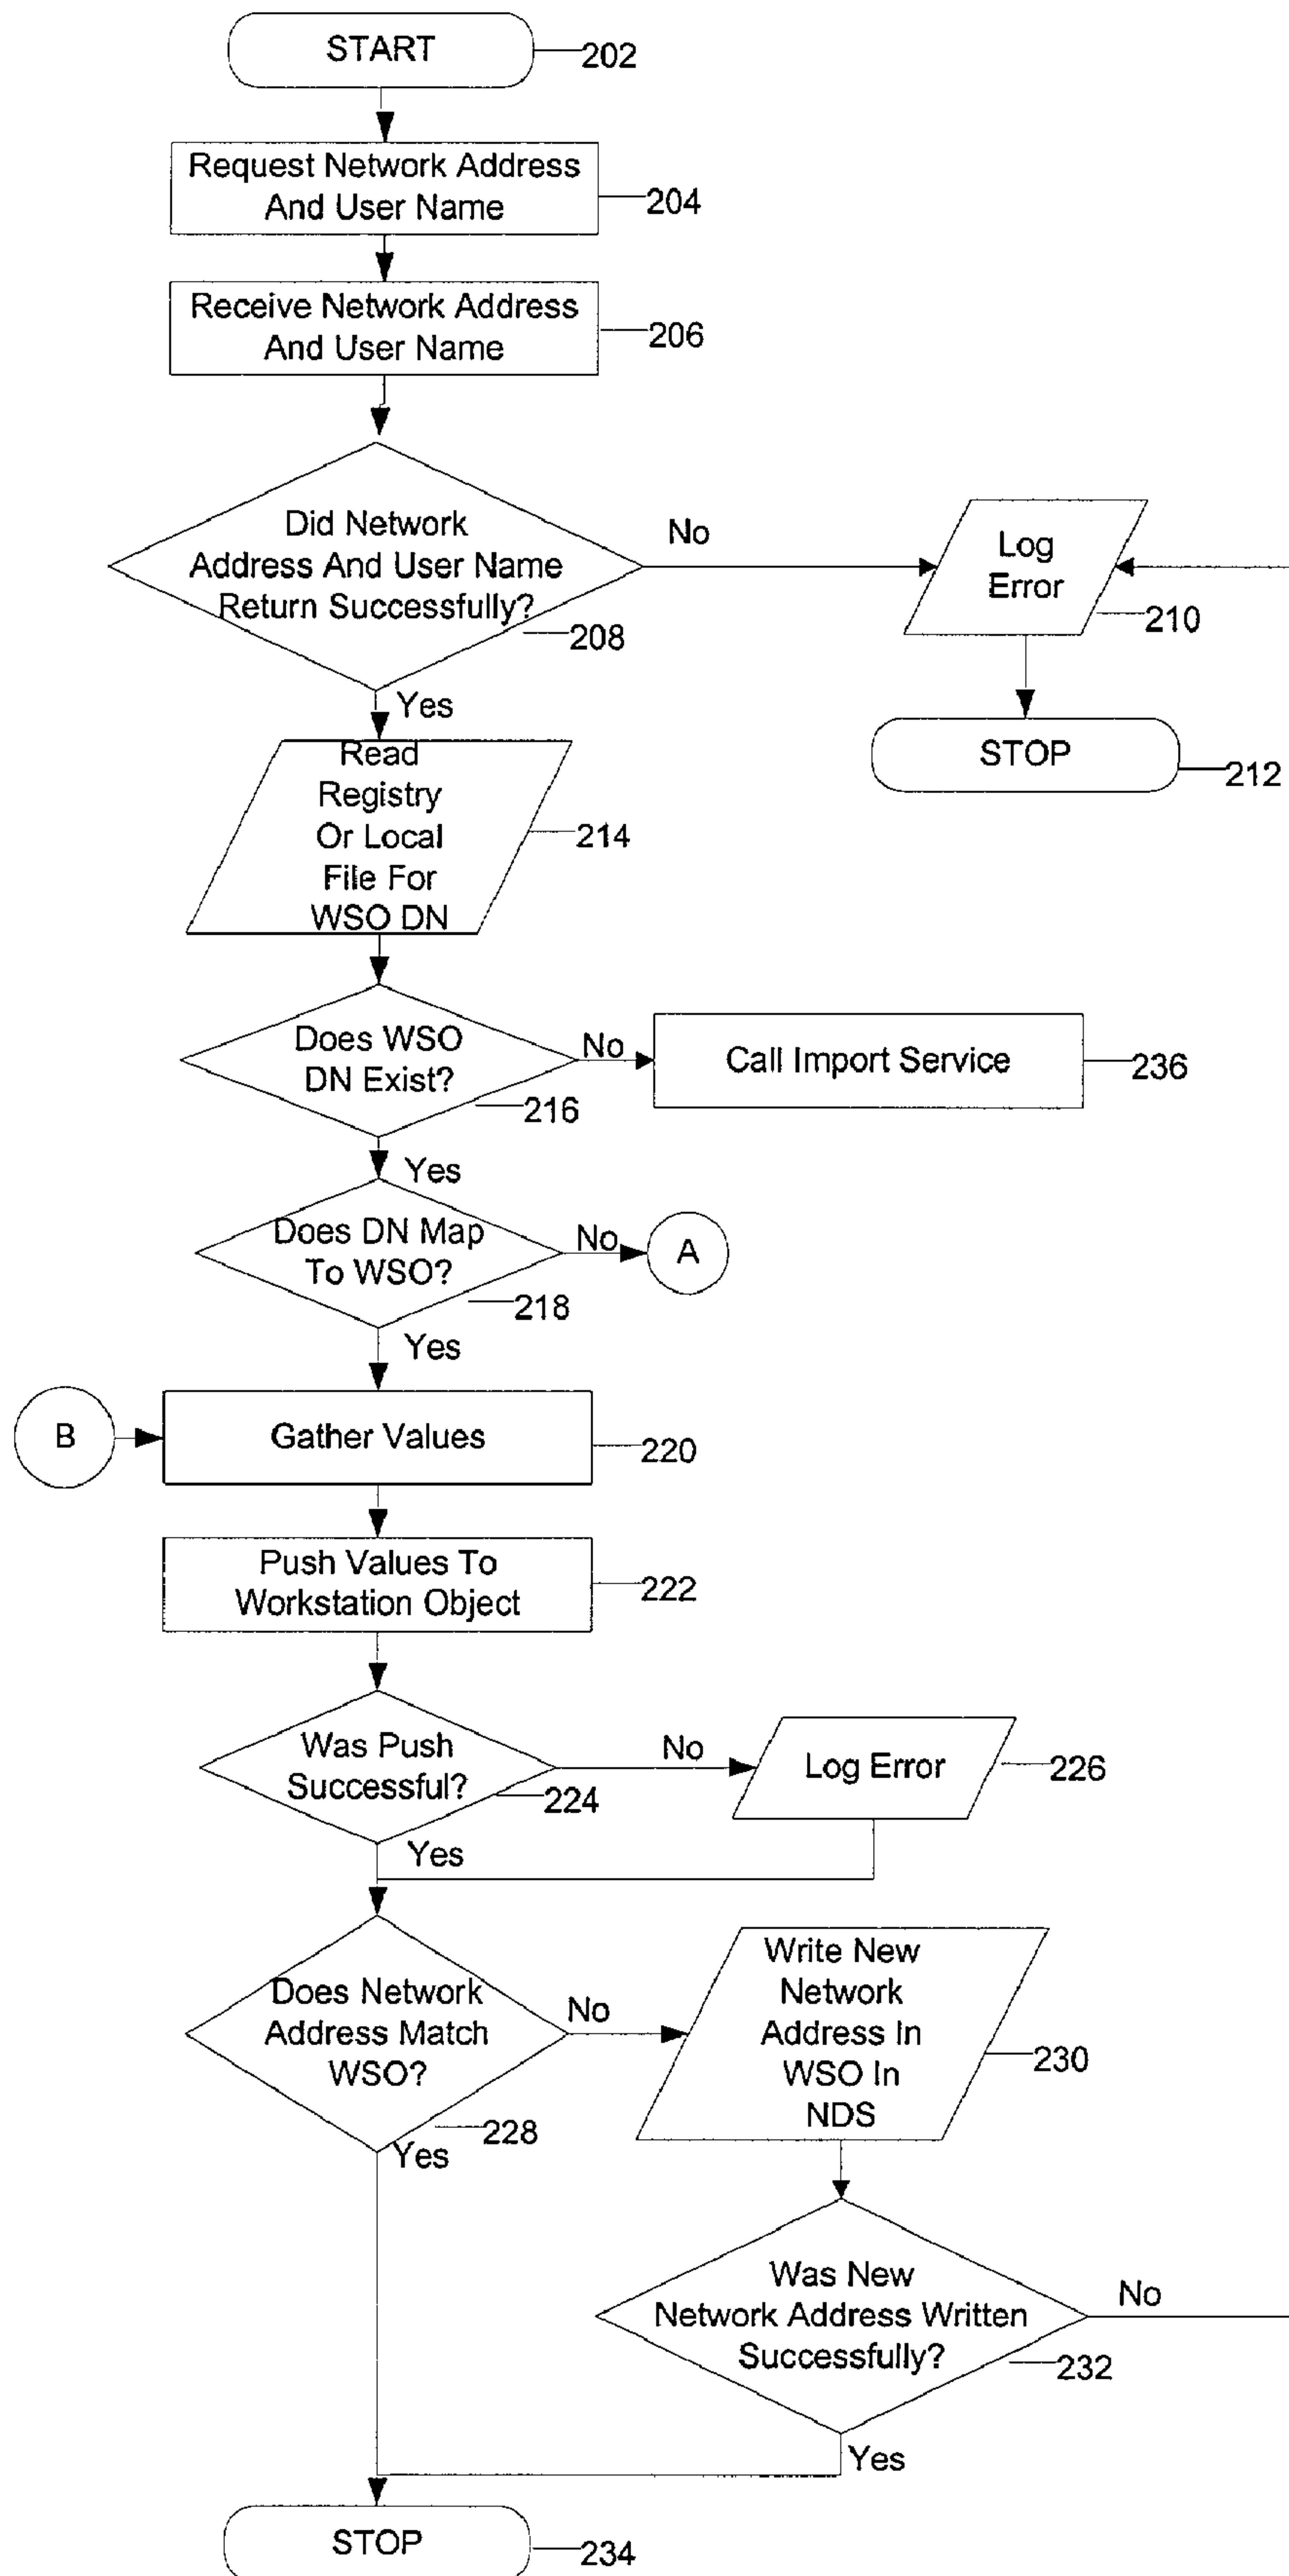 START
202
Request Network Address
And User Name
204
Receive Network Address
And User Name
206
Did Network
Address And User Name
Return Successfully?
208
No
Log
Error
210
STOP
212
Yes
Read
Registry
Or Local
File For
WSO DN
214
Does WSO
DN Exist?
216
No
Call Import Service
236
Yes
Does DN Map
To WSO?
218
No
A
Yes
B
Gather Values
220
Push Values To
Workstation Object
222
Was Push
Successful?
224
No
Log Error
226
Yes
Does Network
Address Match
WSO?
228
No
Write New
Network
Address In
WSO In
NDS
230
Yes
Was New
Network Address Written
Successfully?
232
No
Yes
STOP
234